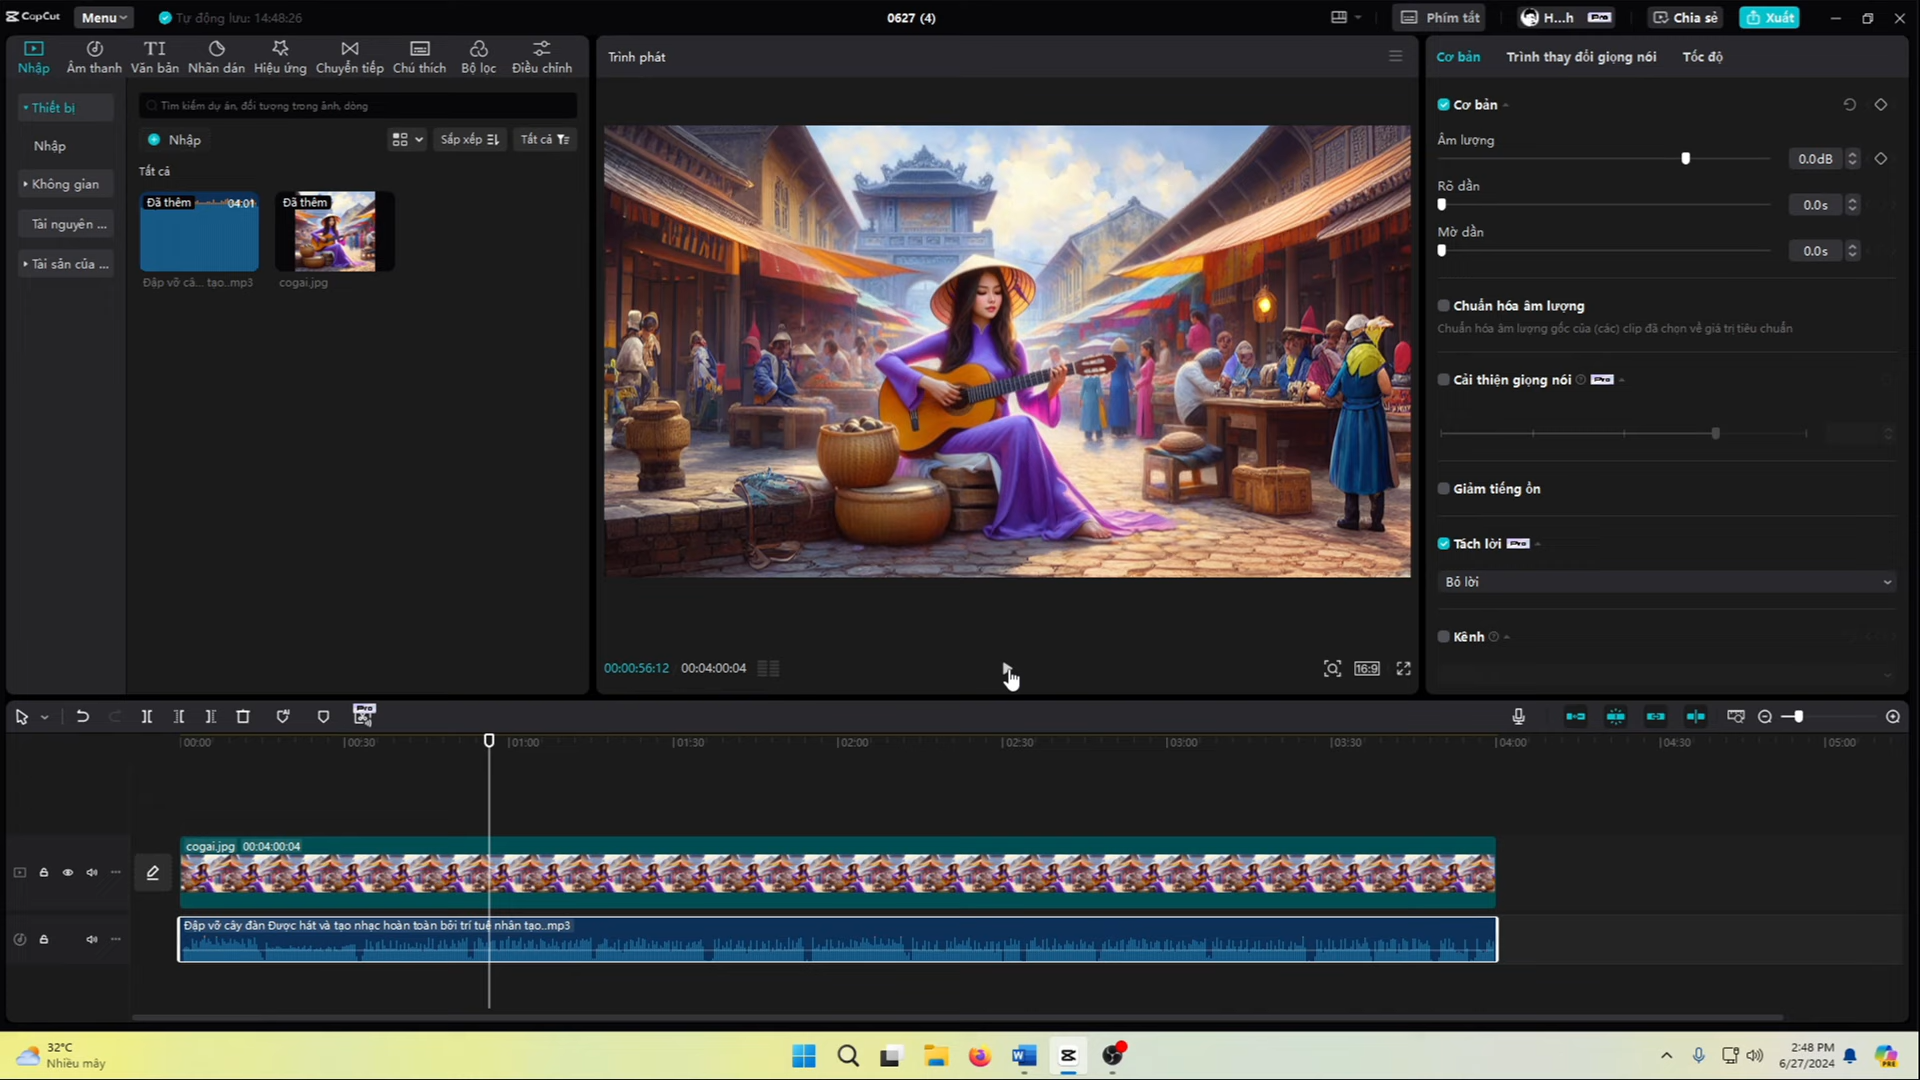 CapCut
Menu
Tự động lưu: 14:48:26
0627 (4)
Phím tắt
H...h
Pro
Chia sẻ
Xuất
Nhập
Âm thanh
Văn bản
Nhãn dán
Hiệu ứng
Chuyển tiếp
Chú thích
Bộ lọc
Điều chỉnh
Thiết bị
Nhập
Không gian
Tài nguyên ...
Tài sản của ...
Tìm kiếm dự án, đối tượng trong ảnh, dòng
Nhập
Sắp xếp
Tất cả
Tất cả
Đã thêm
04:01
Đập vỡ câ... tạo..mp3
Đã thêm
cogai.jpg
Trình phát
00:00:56:12
00:04:00:04
16:9
Cơ bản
Trình thay đổi giọng nói
Tốc độ
Cơ bản
Âm lượng
0.0dB
Rõ dần
0.0s
Mờ dần
0.0s
Chuẩn hóa âm lượng
Chuẩn hóa âm lượng gốc của (các) clip đã chọn về giá trị tiêu chuẩn
Cải thiện giọng nói
Pro
Giảm tiếng ồn
Tách lời
Pro
Bỏ lời
Kênh
Pro
00:00
00:30
01:00
01:30
02:00
02:30
03:00
03:30
04:00
04:30
05:00
cogai.jpg 00:04:00:04
Đập vỡ cây đàn Được hát và tạo nhạc hoàn toàn bởi trí tuệ nhân tạo..mp3
32°C
Nhiều mây
W
2:48 PM
6/27/2024
PRE